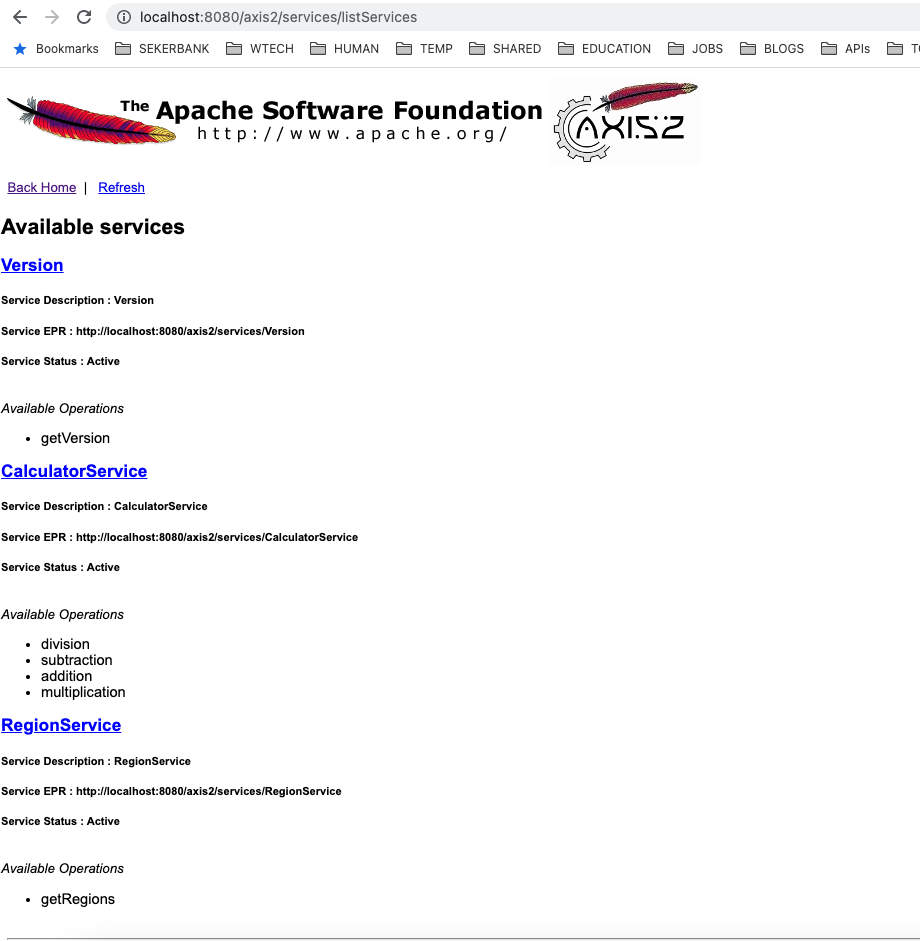 localhost:8080/axis2/services/listServices
Bookmarks SEKERBANK WTECH HUMAN TEMP SHARED EDUCATION JOBS BLOGS APIs
The Apache Software Foundation
http://www.apache.org/
AXIS2
Back Home | Refresh
Available services
Version
Service Description : Version
Service EPR : http://localhost:8080/axis2/services/Version
Service Status : Active
Available Operations
• getVersion
CalculatorService
Service Description : CalculatorService
Service EPR : http://localhost:8080/axis2/services/CalculatorService
Service Status : Active
Available Operations
• division
• subtraction
• addition
• multiplication
RegionService
Service Description : RegionService
Service EPR : http://localhost:8080/axis2/services/RegionService
Service Status : Active
Available Operations
• getRegions